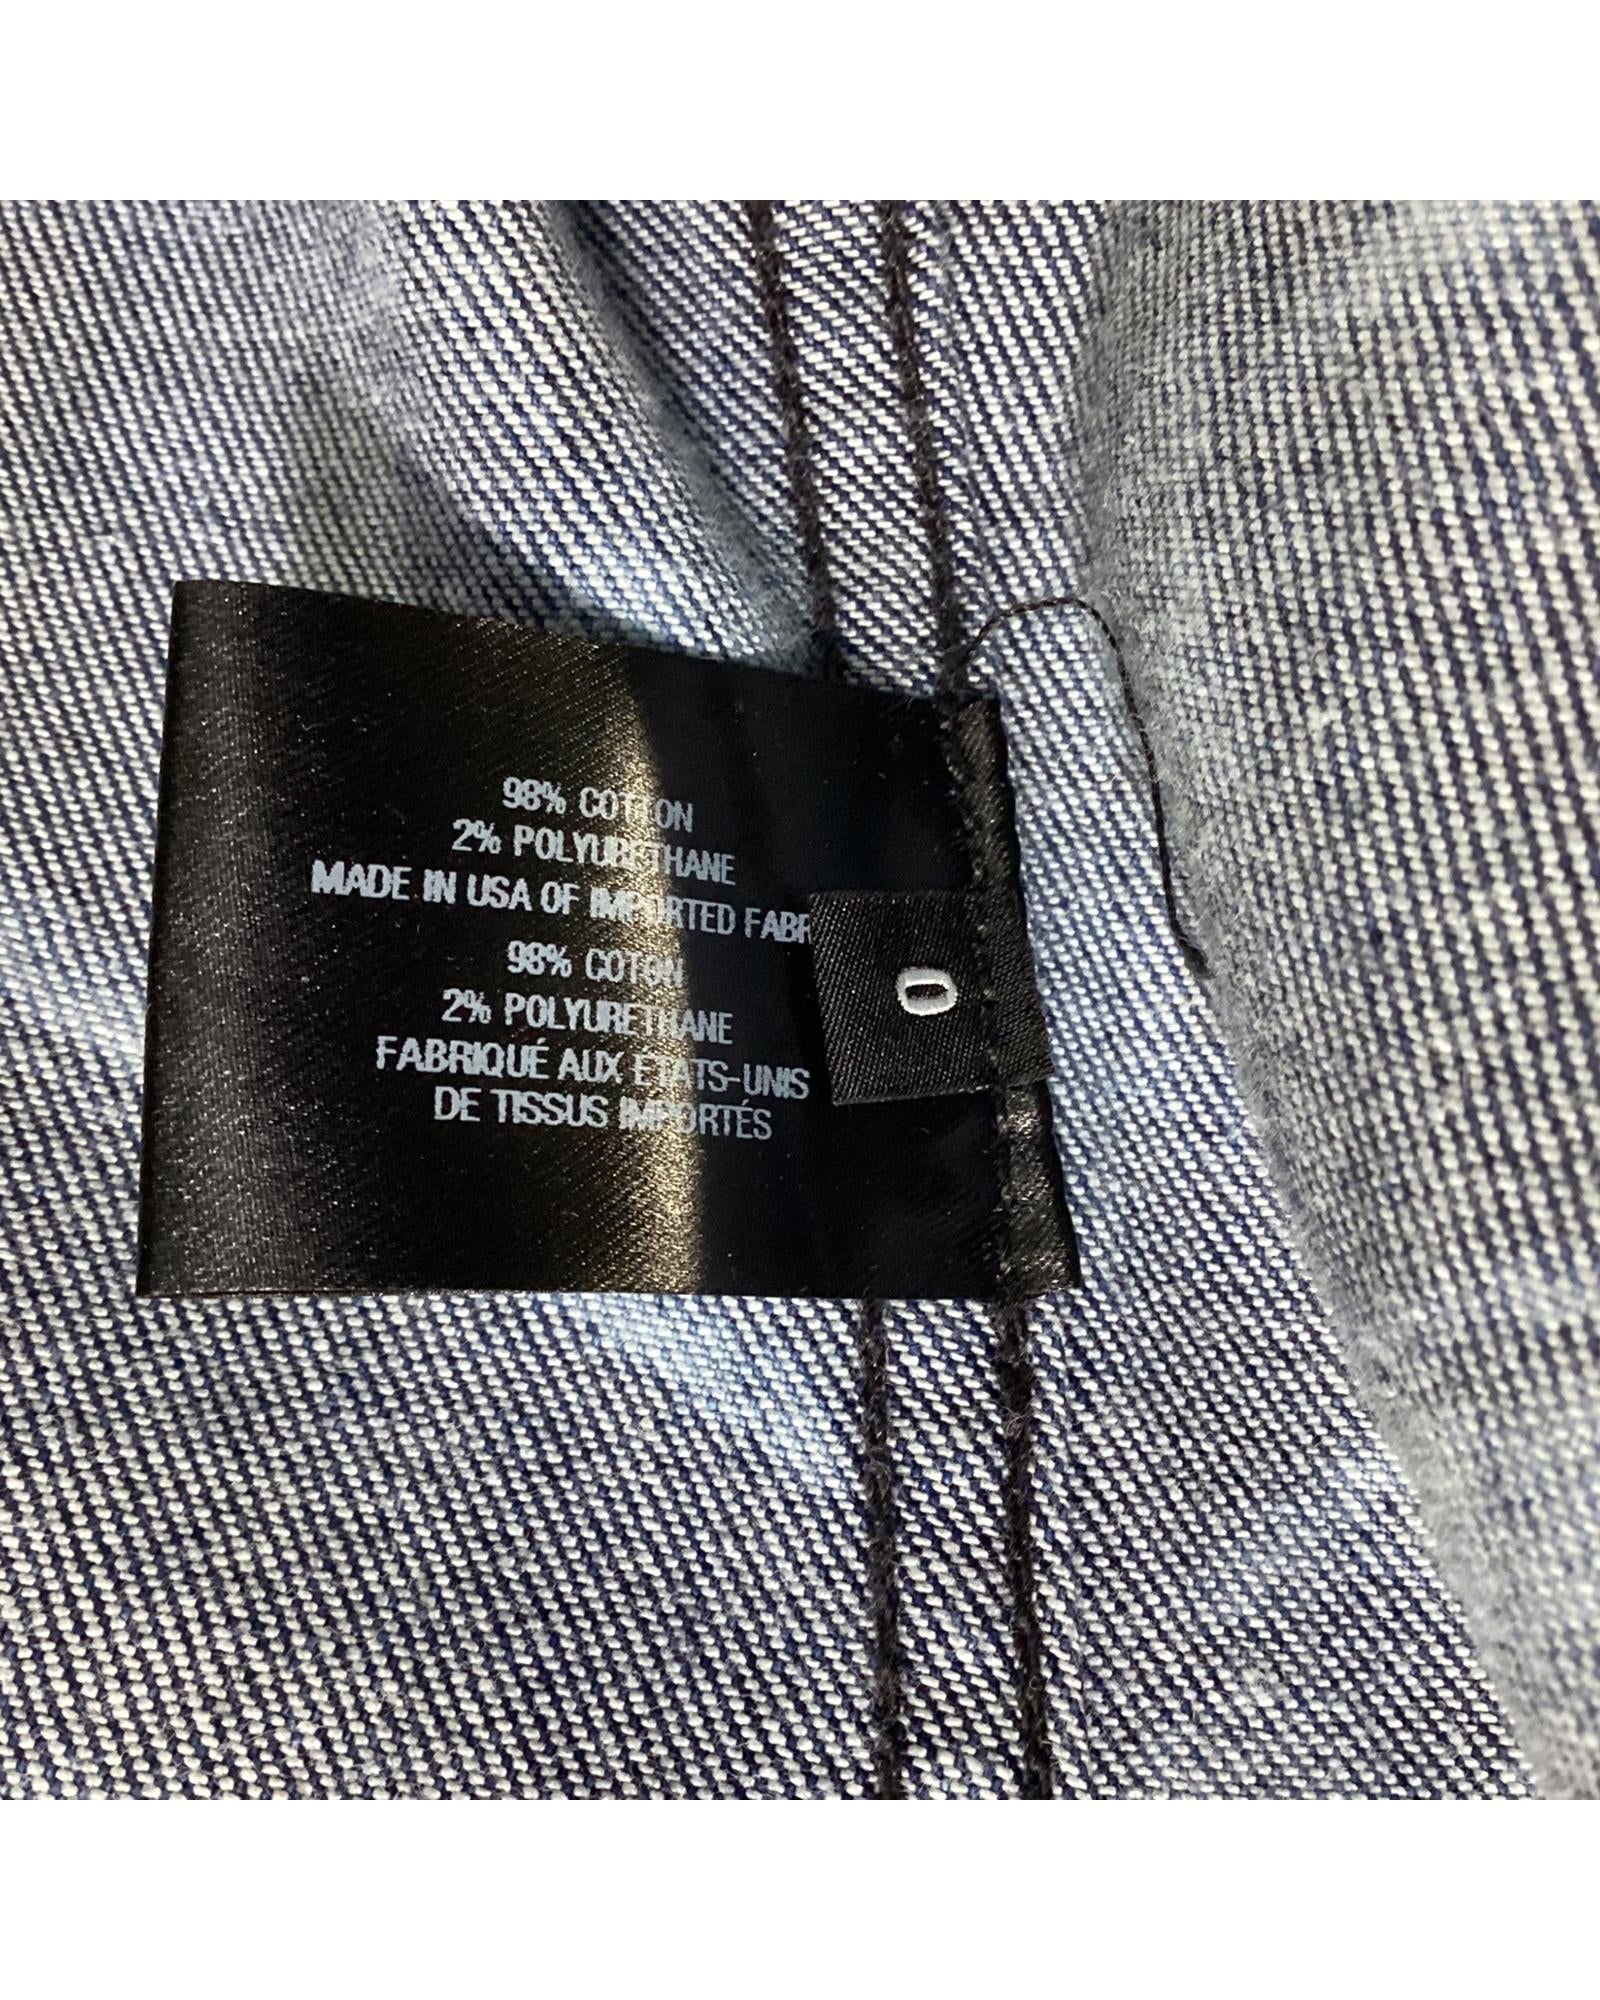 98% COTTON
2% POLYURETHANE
MADE IN USA OF IMPORTED FABR
98% COTON
2% POLYURETHANE
FABRIQUÉ AUX ETATS-UNIS
DE TISSUS IMPORTÉS
0